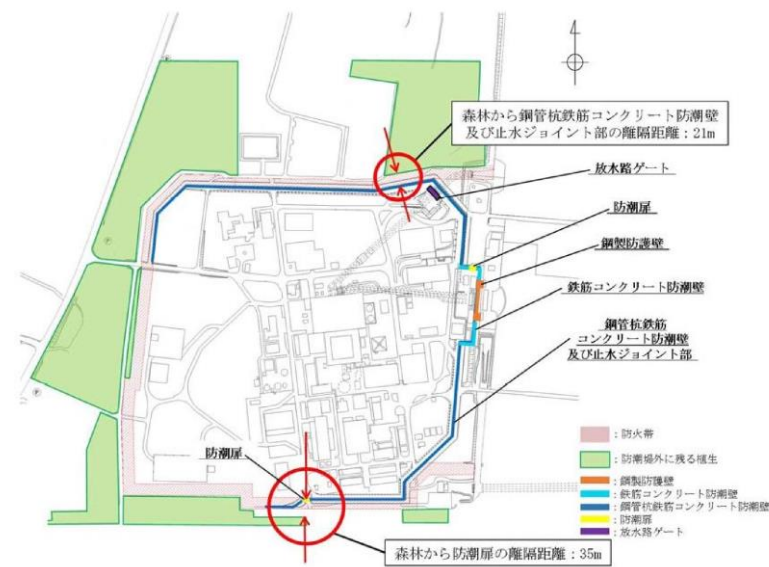 4
森林から鋼管杭鉄筋コンクリート防潮壁
及び止水ジョイント部の離隔距離：21m
放水路ゲート
防潮扉
鋼製防護壁
鉄筋コンクリート防潮壁
鋼管杭鉄筋
コンクリート防潮壁
及び止水ジョイント部
防潮扉
：防火帯
：防潮堤外に残る植生
：鋼製防護壁
：鉄筋コンクリート防潮壁
：鋼管杭鉄筋コンクリート防潮壁
：防潮扉
：放水路ゲート
森林から防潮扉の離隔距離：35m